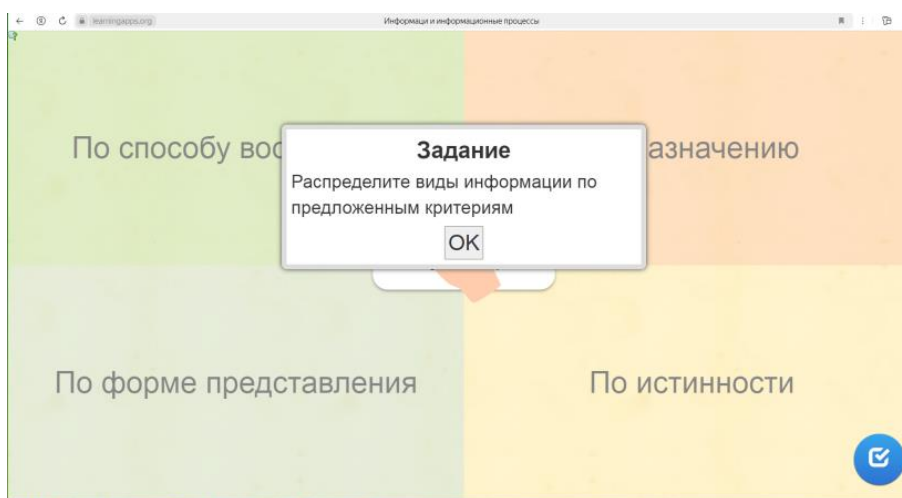 learningapps.org
Информаци и информационные процессы
По способу вос
азначению
Задание
Распределите виды информации по
предложенным критериям
OK
По форме представления
По истинности